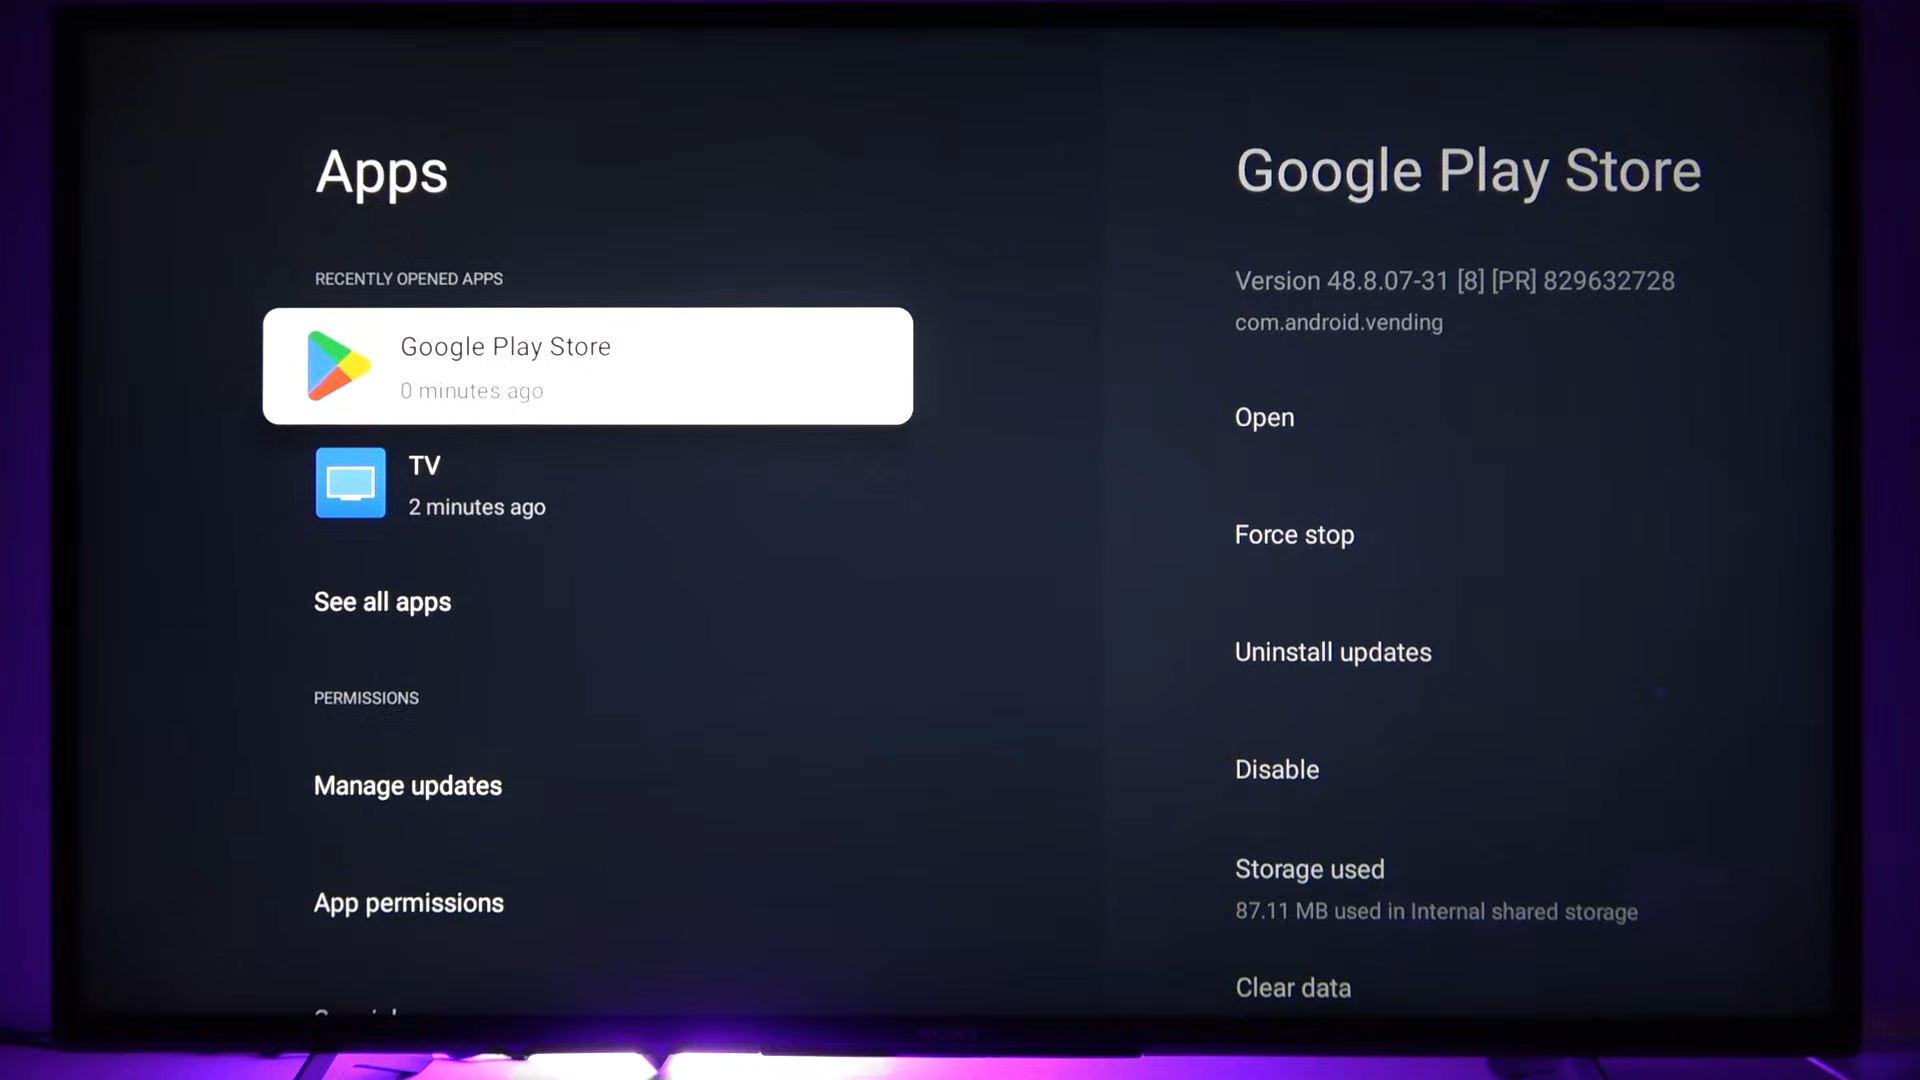 Apps
RECENTLY OPENED APPS
Google Play Store
0 minutes ago
TV
2 minutes ago
See all apps
PERMISSIONS
Manage updates
App permissions
Google Play Store
Version 48.8.07-31 [8] [PR] 829632728
com.android.vending
Open
Force stop
Uninstall updates
Disable
Storage used
87.11 MB used in Internal shared storage
Clear data
SONY